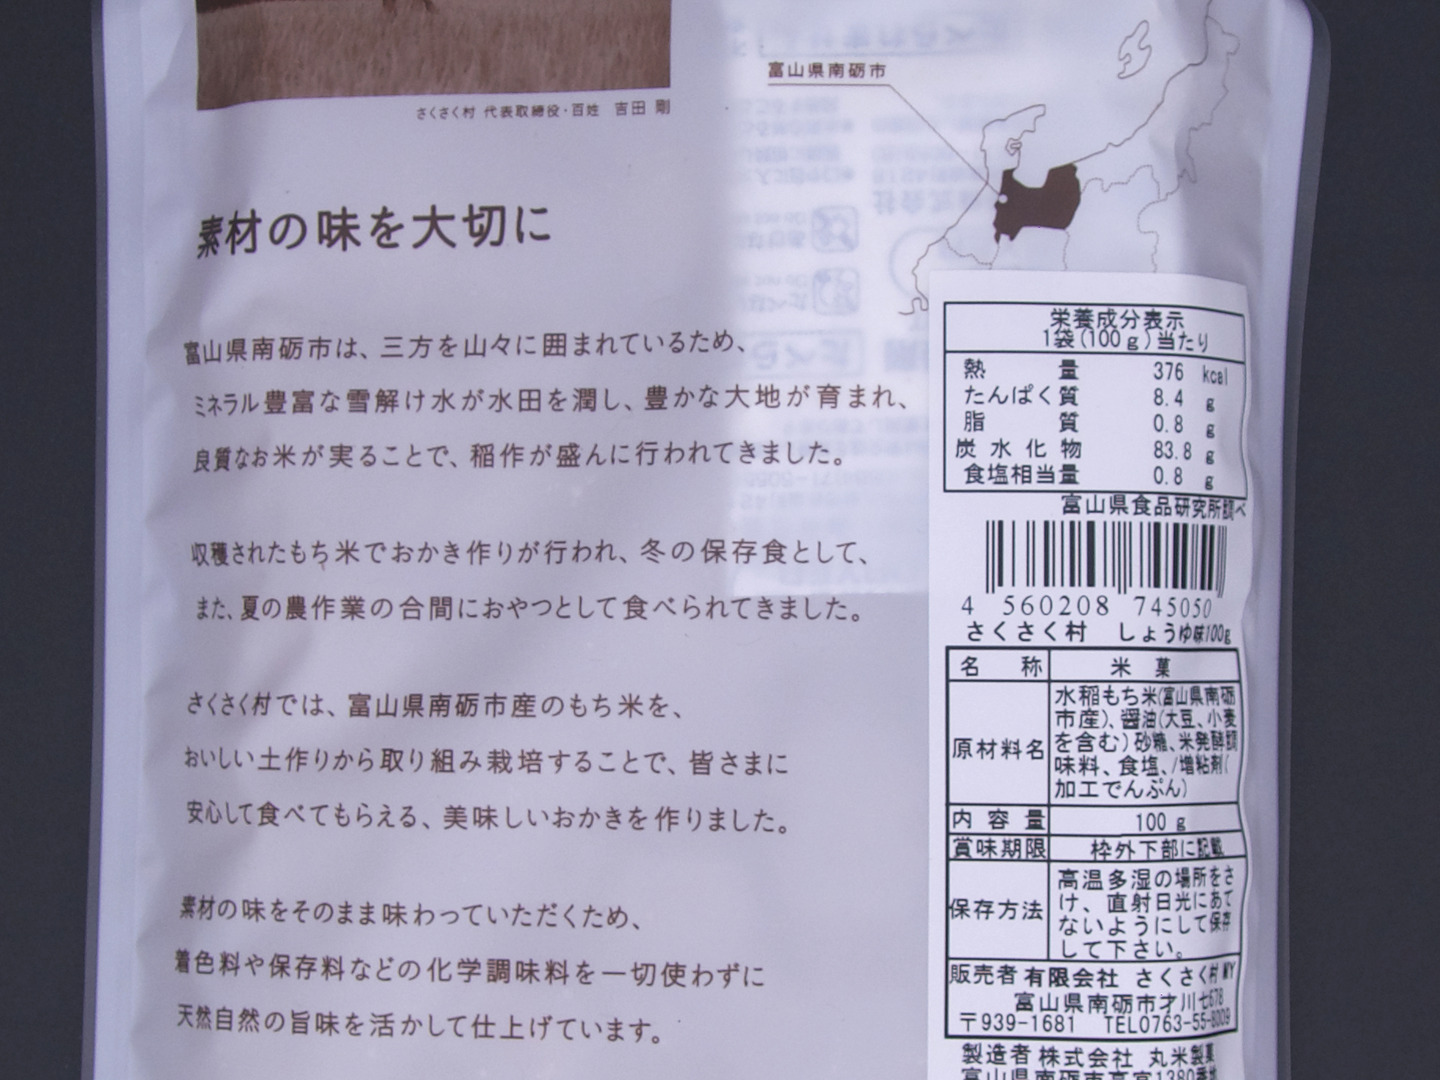 富山県南砺市
さくさく村 代表取締役・百姓 吉田 剛
素材の味を大切に
富山県南砺市は、三方を山々に囲まれているため、
ミネラル豊富な雪解け水が水田を潤し、豊かな大地が育まれ、
良質なお米が実ることで、稲作が盛んに行われてきました。
収穫されたもち米でおかき作りが行われ、冬の保存食として、
また、夏の農作業の合間におやつとして食べられてきました。
さくさく村では、富山県南砺市産のもち米を、
おいしい土作りから取り組み栽培することで、皆さまに
安心して食べてもらえる、美味しいおかきを作りました。
素材の味をそのまま味わっていただくため、
着色料や保存料などの化学調味料を一切使わずに
天然自然の旨味を活かして仕上げています。
栄養成分表示
1袋(100g)当たり
熱量 376 kcal
たんぱく質 8.4 g
脂質 0.8 g
炭水化物 83.8 g
食塩相当量 0.8 g
富山県食品研究所調べ
4 560208 745050
さくさく村 しょうゆ味100g
名称 米菓
原材料名
水稲もち米(富山県南砺
市産)、醤油(大豆、小麦
を含む)砂糖、米発酵調
味料、食塩、/増粘剤(
加工でんぷん)
内容量 100 g
賞味期限 枠外下部に記載
保存方法
高温多湿の場所をさ
け、直射日光にあて
ないようにして保存
して下さい。
販売者 有限会社 さくさく村MY
富山県南砺市才川七678
〒939-1681 TEL0763-55-8009
製造者 株式会社 丸米製菓
富山県南砺市高宮1380番地